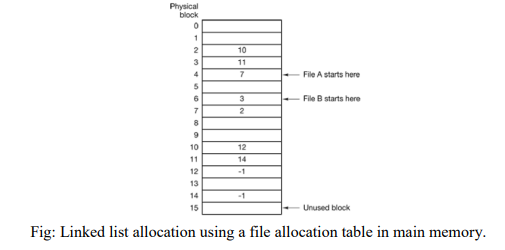 Physical
block
0
1
2 10
3 11
4 7 File A starts here
5
6 3 File B starts here
7 2
8
9
10 12
11 14
12 -1
13
14 -1
15 Unused block
Fig: Linked list allocation using a file allocation table in main memory.